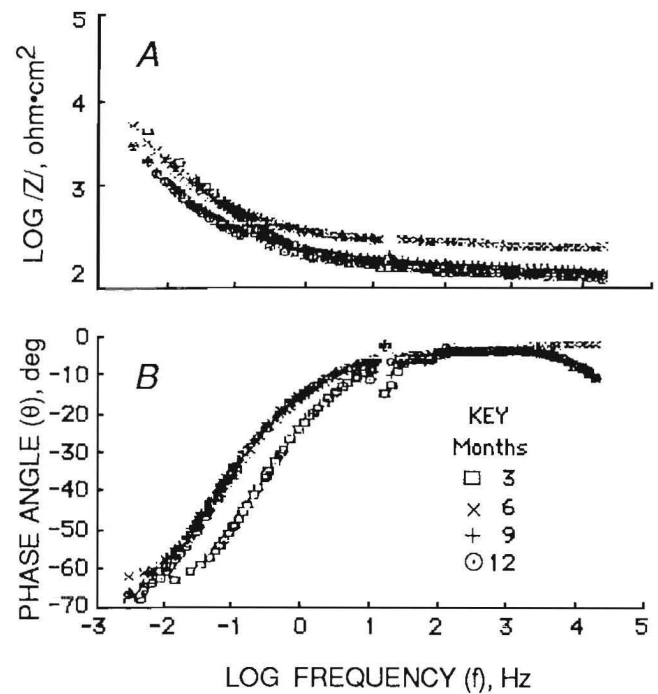 A
LOG /Z/, ohm•cm2
5
4
3
2
B
PHASE ANGLE (θ), deg
0
-10
-20
-30
-40
-50
-60
-70
KEY
Months
□ 3
× 6
+ 9
⊙ 12
-3 -2 -1 0 1 2 3 4 5
LOG FREQUENCY (f), Hz